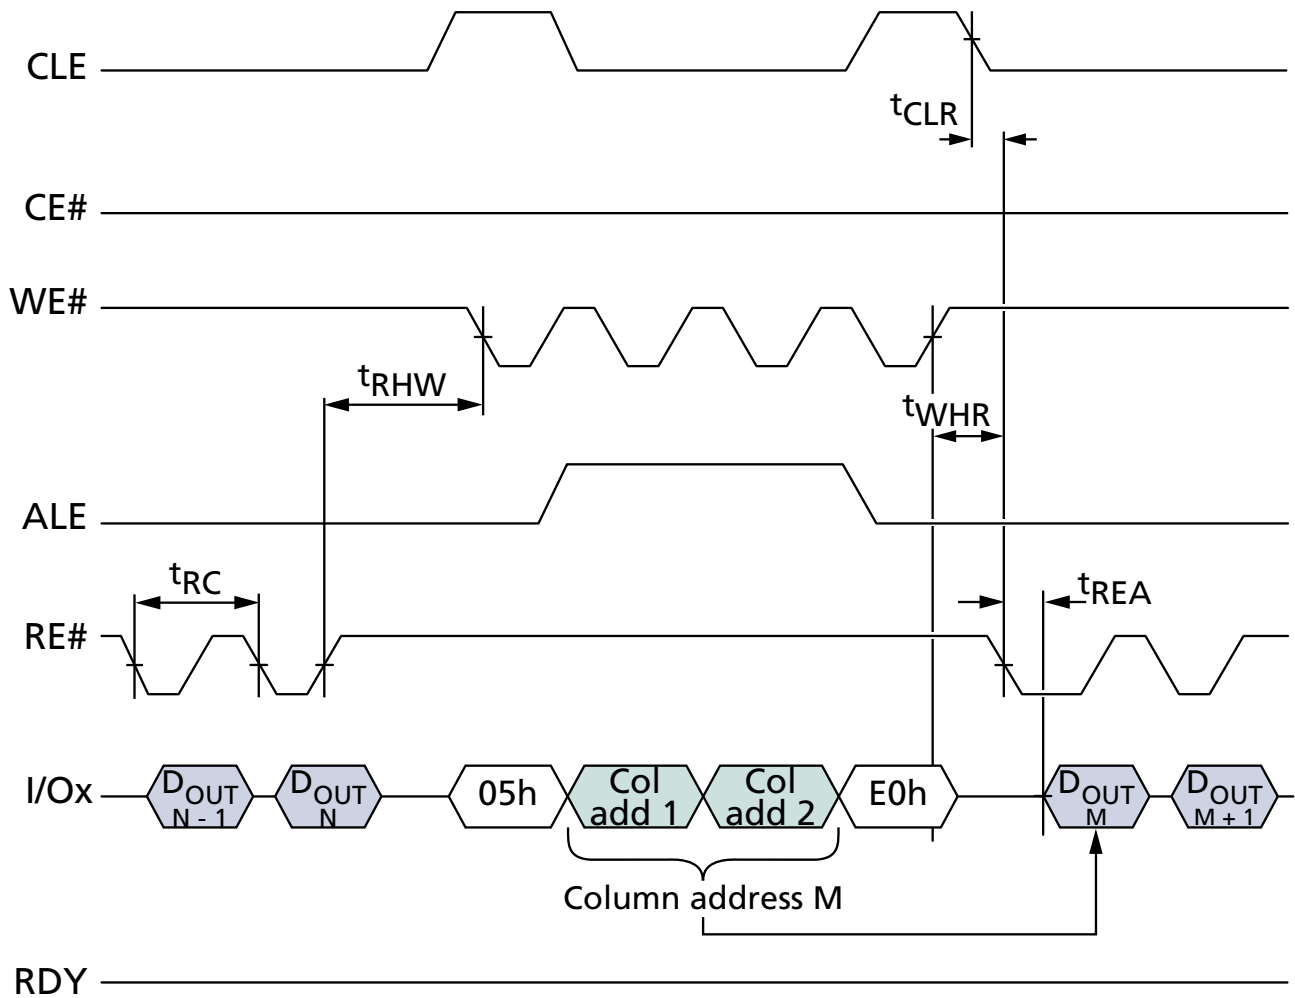 CLE
tCLR
CE#
WE#
tRHW
tWHR
ALE
tRC
tREA
RE#
I/Ox
DOUT
N - 1
DOUT
N
05h
Col
add 1
Col
add 2
E0h
DOUT
M
DOUT
M + 1
Column address M
RDY